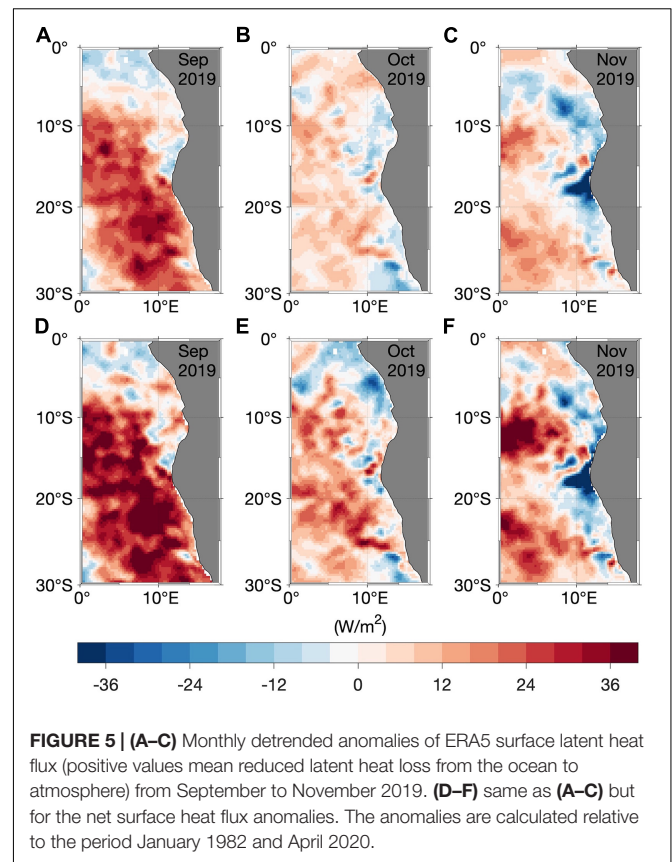 A B C
0° Sep 2019 0° Oct 2019 0° Nov 2019
10°S 10°S 10°S
20°S 20°S 20°S
30°S 30°S 30°S
0° 10°E 0° 10°E 0° 10°E
D E F
0° Sep 2019 0° Oct 2019 0° Nov 2019
10°S 10°S 10°S
20°S 20°S 20°S
30°S 30°S 30°S
0° 10°E 0° 10°E 0° 10°E
(W/m²)
-36 -24 -12 0 12 24 36
FIGURE 5 | (A–C) Monthly detrended anomalies of ERA5 surface latent heat
flux (positive values mean reduced latent heat loss from the ocean to
atmosphere) from September to November 2019. (D–F) same as (A–C) but
for the net surface heat flux anomalies. The anomalies are calculated relative
to the period January 1982 and April 2020.